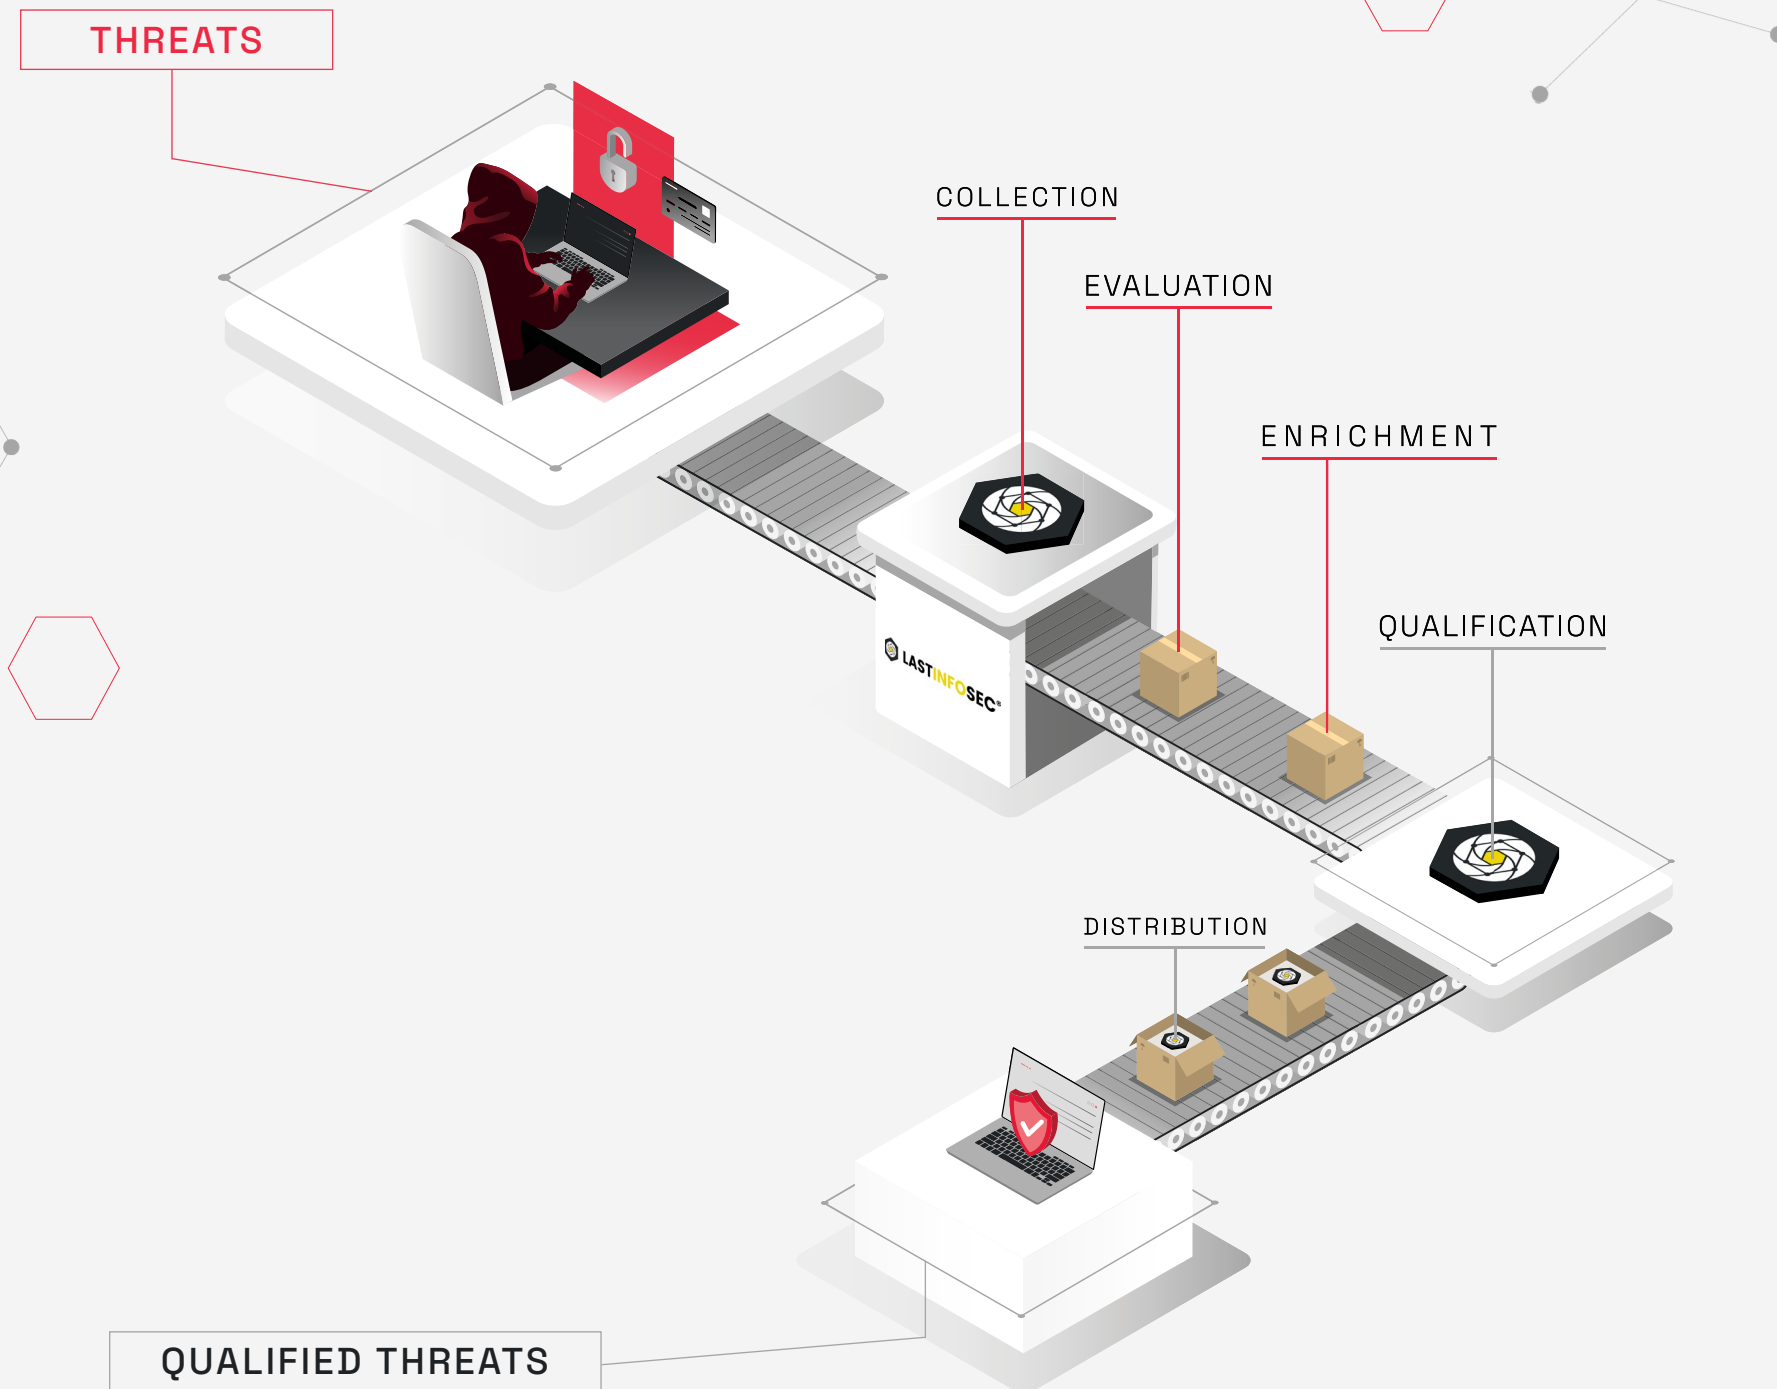 THREATS
COLLECTION
EVALUATION
ENRICHMENT
QUALIFICATION
LASTINFOSEC®
DISTRIBUTION
QUALIFIED THREATS